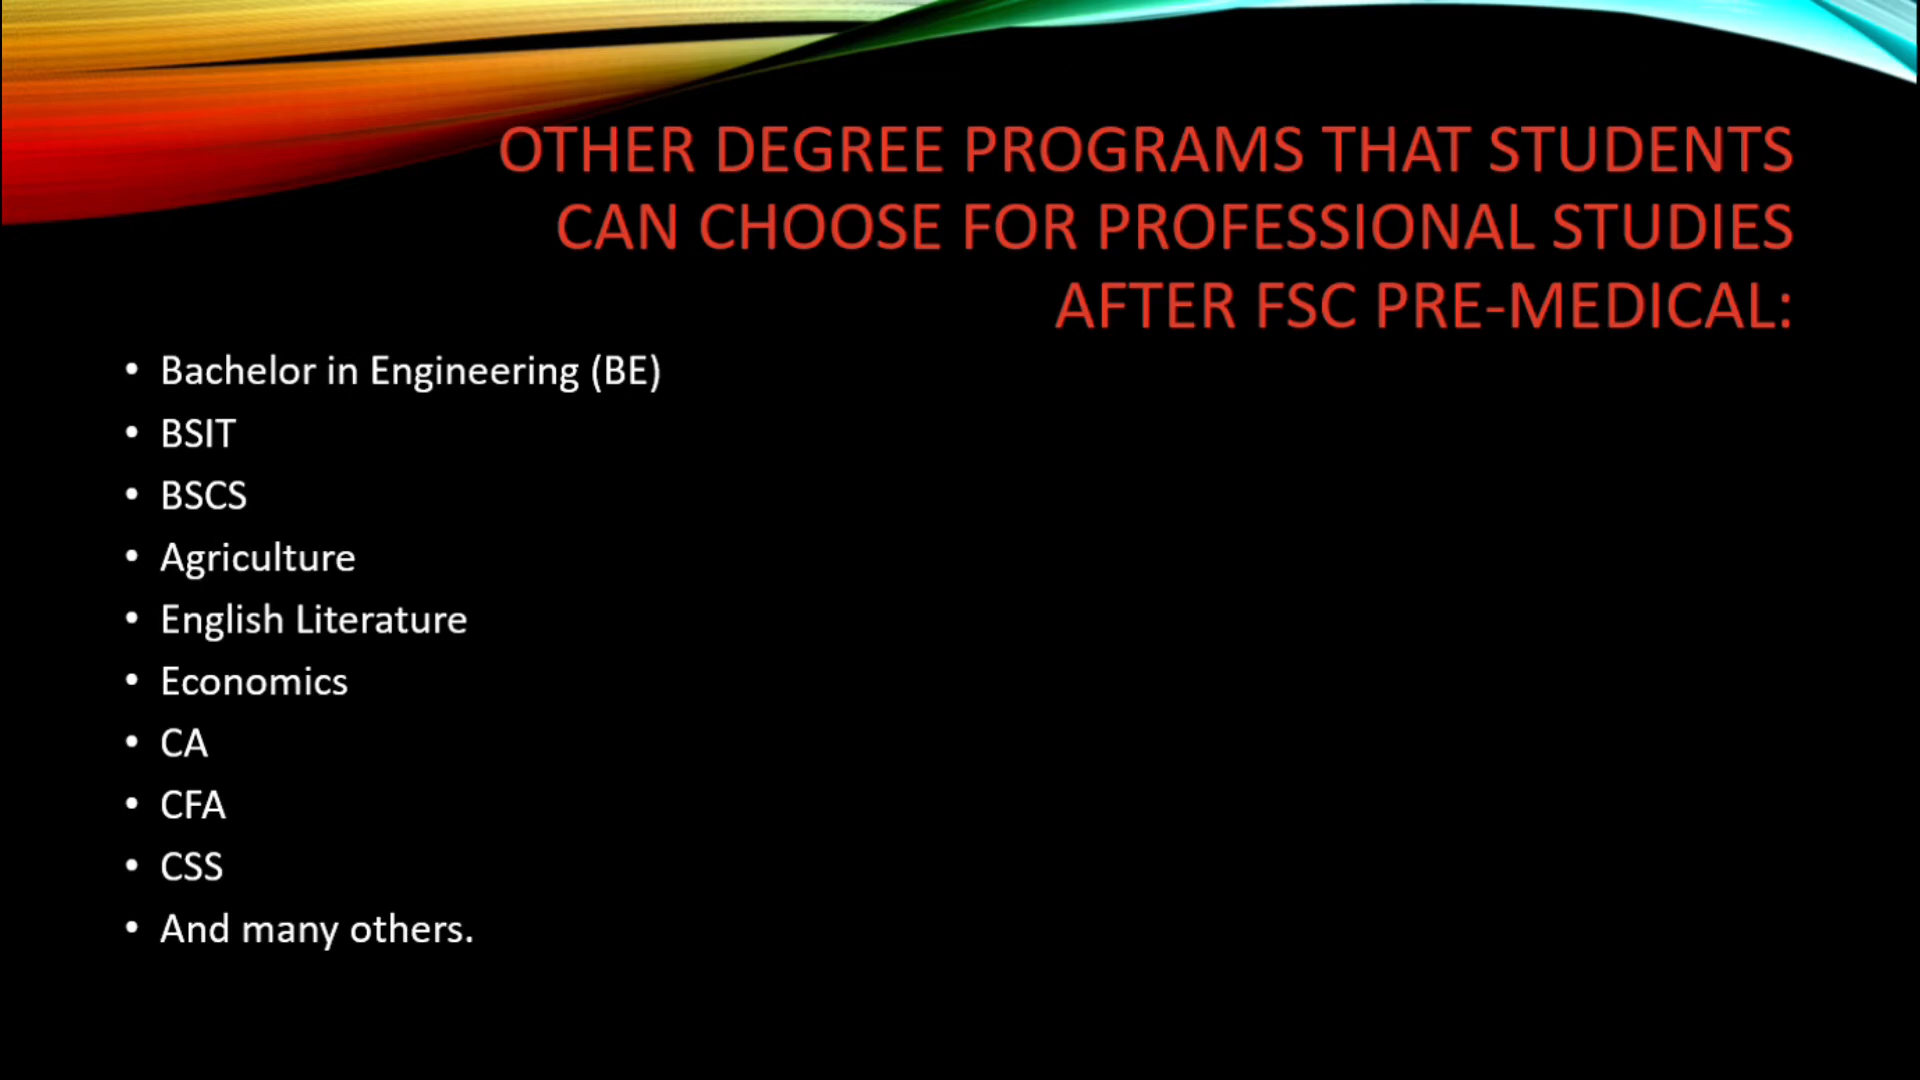 OTHER DEGREE PROGRAMS THAT STUDENTS
CAN CHOOSE FOR PROFESSIONAL STUDIES
AFTER FSC PRE-MEDICAL:
• Bachelor in Engineering (BE)
• BSIT
• BSCS
• Agriculture
• English Literature
• Economics
• CA
• CFA
• CSS
• And many others.